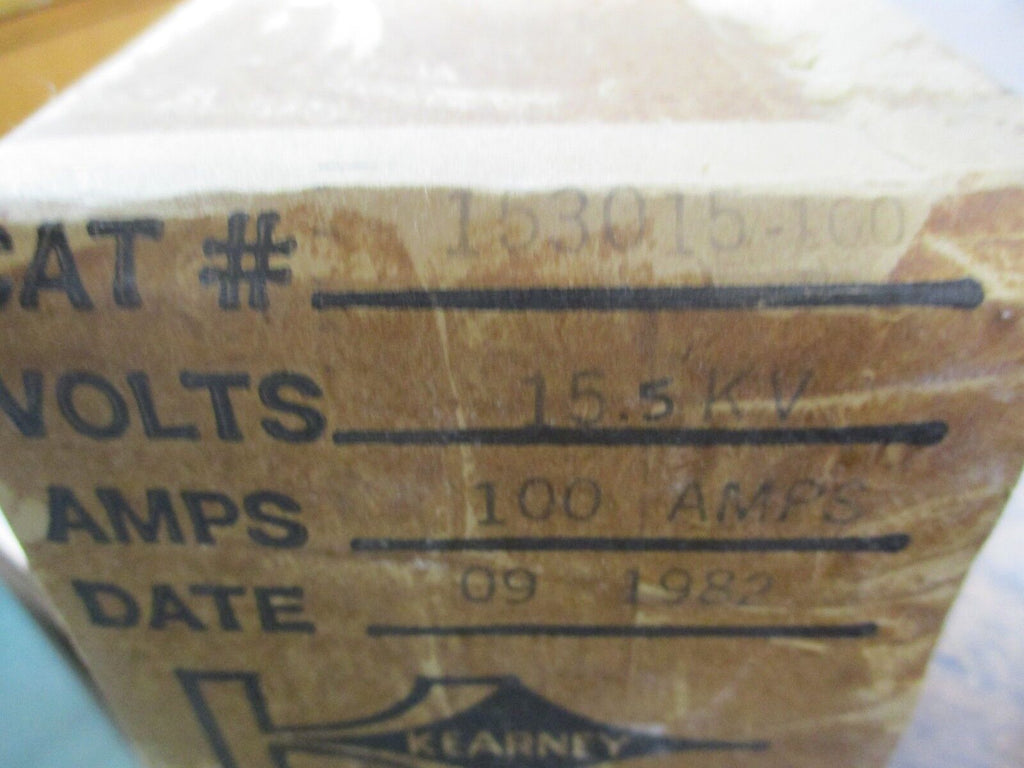 CAT # 153015-100
VOLTS 15.5 KV
AMPS 100 AMPS
DATE 09 1982
KEARNEY